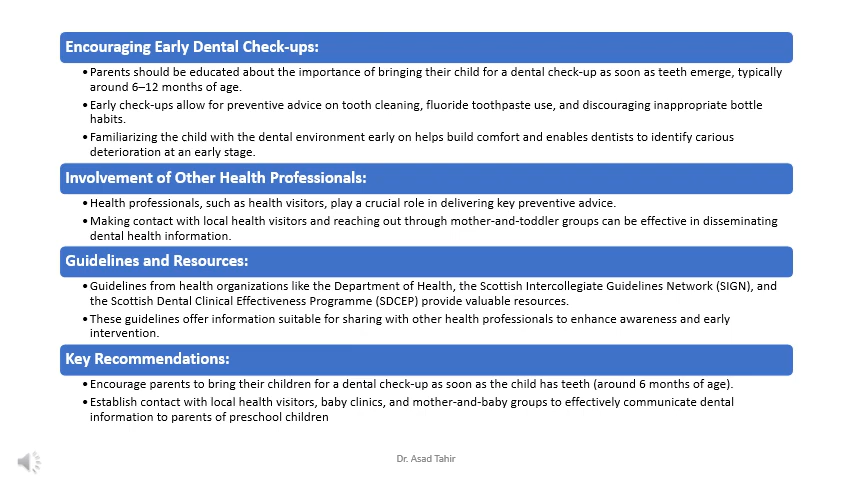 Encouraging Early Dental Check-ups:
• Parents should be educated about the importance of bringing their child for a dental check-up as soon as teeth emerge, typically
around 6–12 months of age.
• Early check-ups allow for preventive advice on tooth cleaning, fluoride toothpaste use, and discouraging inappropriate bottle
habits.
• Familiarizing the child with the dental environment early on helps build comfort and enables dentists to identify carious
deterioration at an early stage.
Involvement of Other Health Professionals:
• Health professionals, such as health visitors, play a crucial role in delivering key preventive advice.
• Making contact with local health visitors and reaching out through mother-and-toddler groups can be effective in disseminating
dental health information.
Guidelines and Resources:
• Guidelines from health organizations like the Department of Health, the Scottish Intercollegiate Guidelines Network (SIGN), and
the Scottish Dental Clinical Effectiveness Programme (SDCEP) provide valuable resources.
• These guidelines offer information suitable for sharing with other health professionals to enhance awareness and early
intervention.
Key Recommendations:
• Encourage parents to bring their children for a dental check-up as soon as the child has teeth (around 6 months of age).
• Establish contact with local health visitors, baby clinics, and mother-and-baby groups to effectively communicate dental
information to parents of preschool children
Dr. Asad Tahir